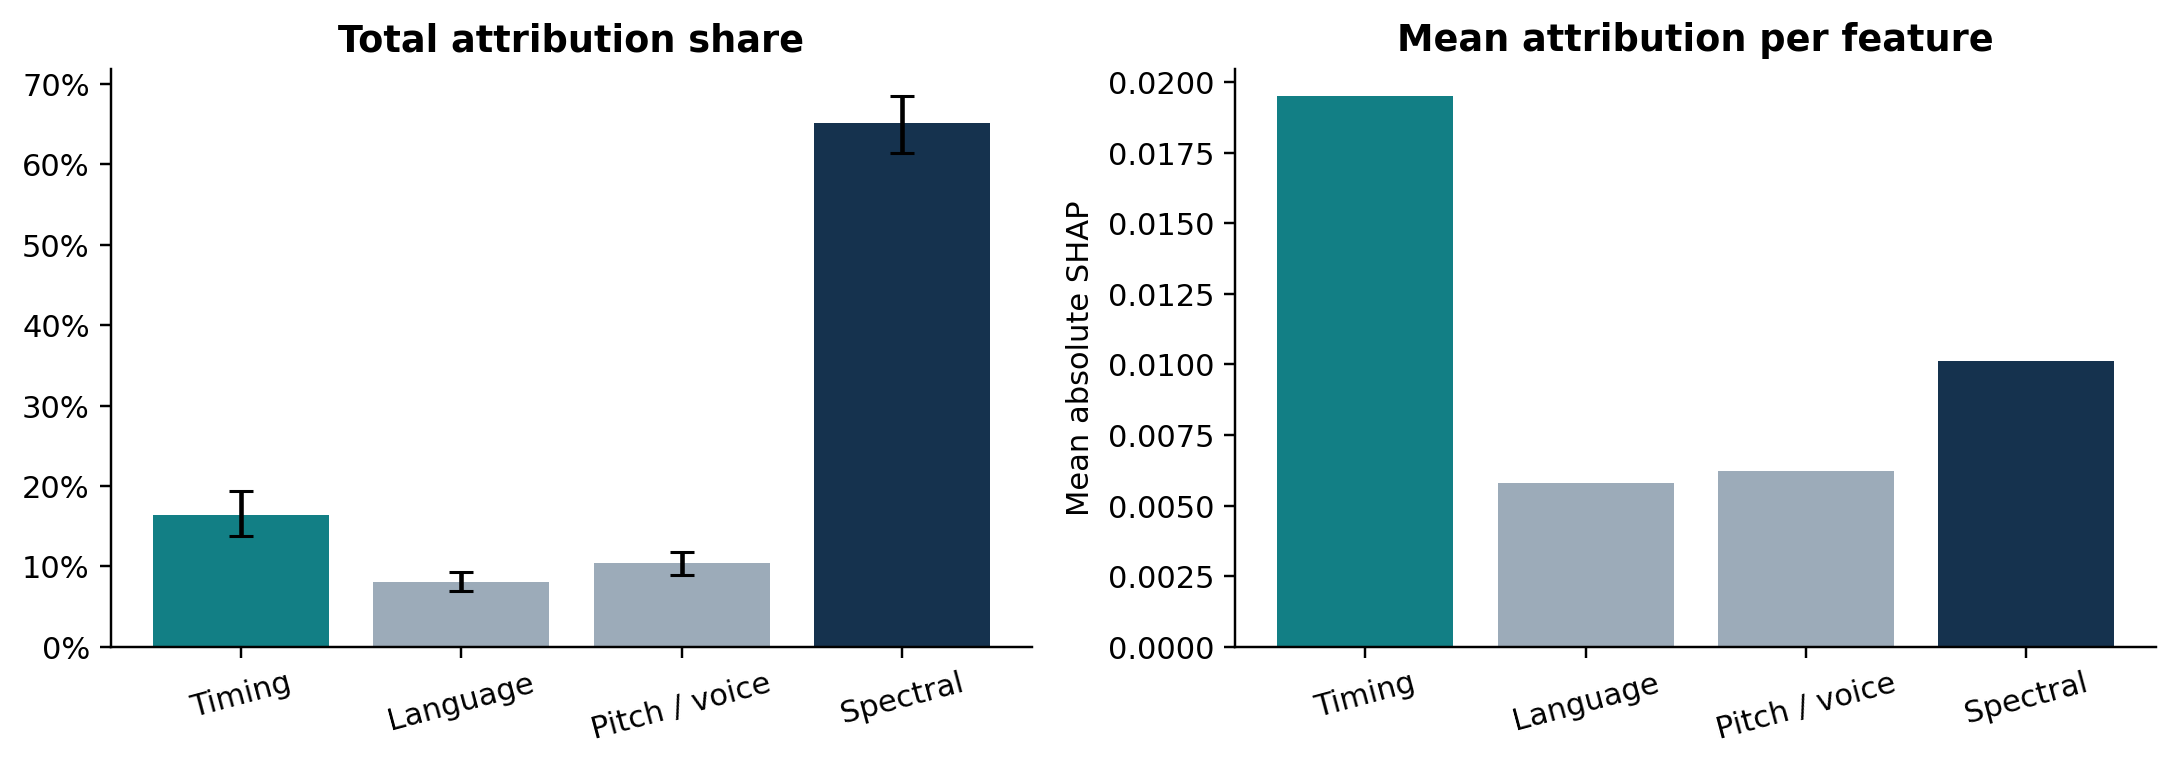 Total attribution share
70%
60%
50%
40%
30%
20%
10%
0%
Timing
Language
Pitch / voice
Spectral
Mean attribution per feature
Mean absolute SHAP
0.0200
0.0175
0.0150
0.0125
0.0100
0.0075
0.0050
0.0025
0.0000
Timing
Language
Pitch / voice
Spectral